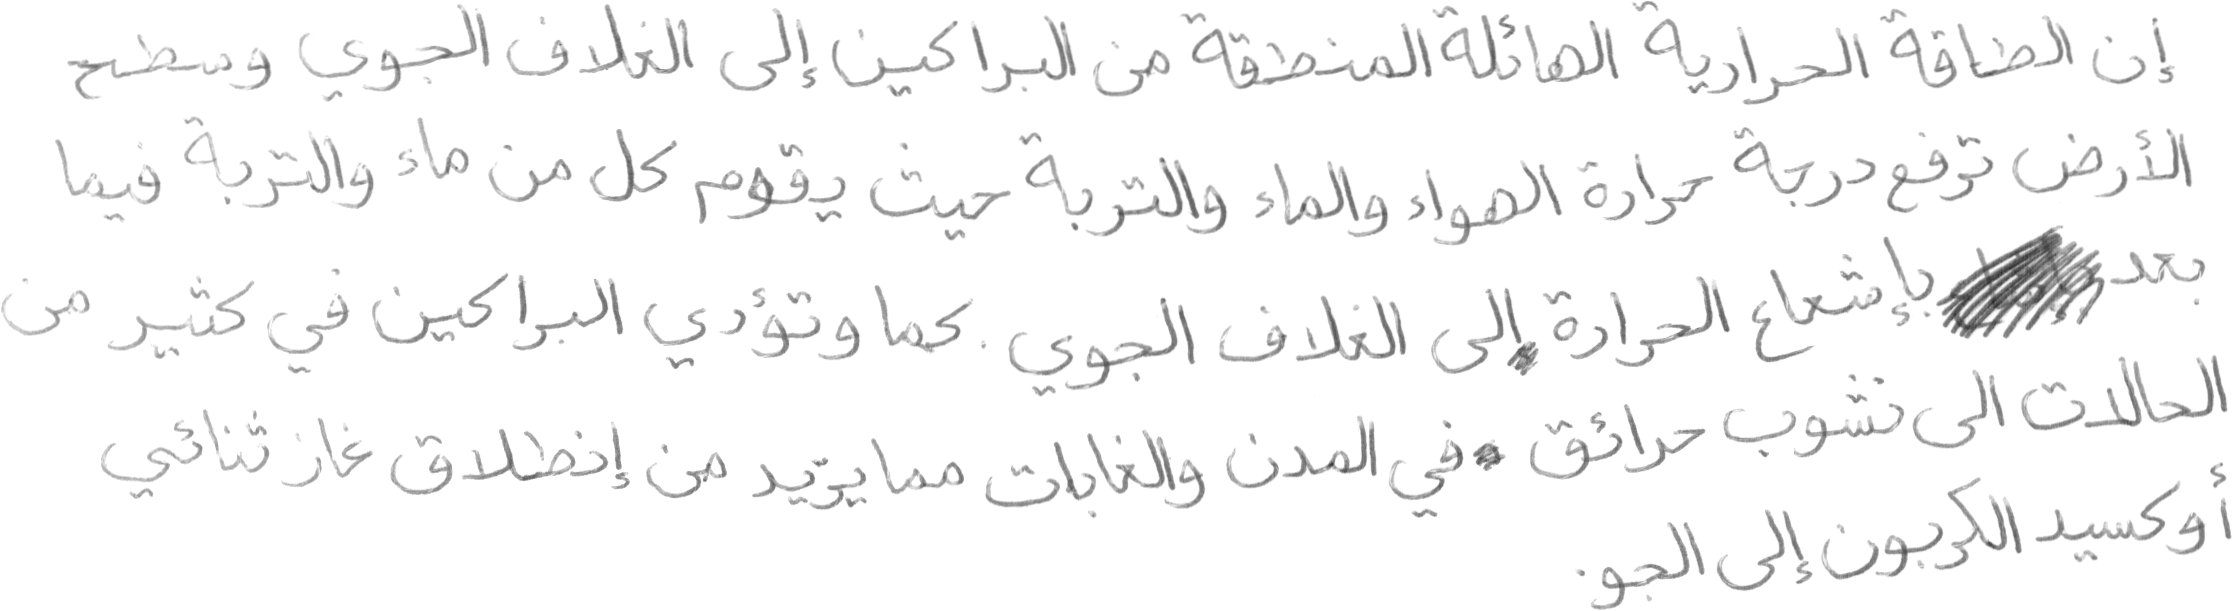 إن الطاقة الحرارية الهائلة المنطقة من البراكين إلى الغلاف الجوي وسطح
الأرض ترفع درجة حرارة الهواء والماء والتربة حيث يقوم كل من ماء والتربة فيما
بعد بإشعاع الحرارة إلى الغلاف الجوي. كما وتؤدي البراكين في كثير من
الحالات الى نشوب حرائق في المدن والغابات مما يزيد من إنطلاق غاز ثنائي
أوكسيد الكربون إلى الجو.